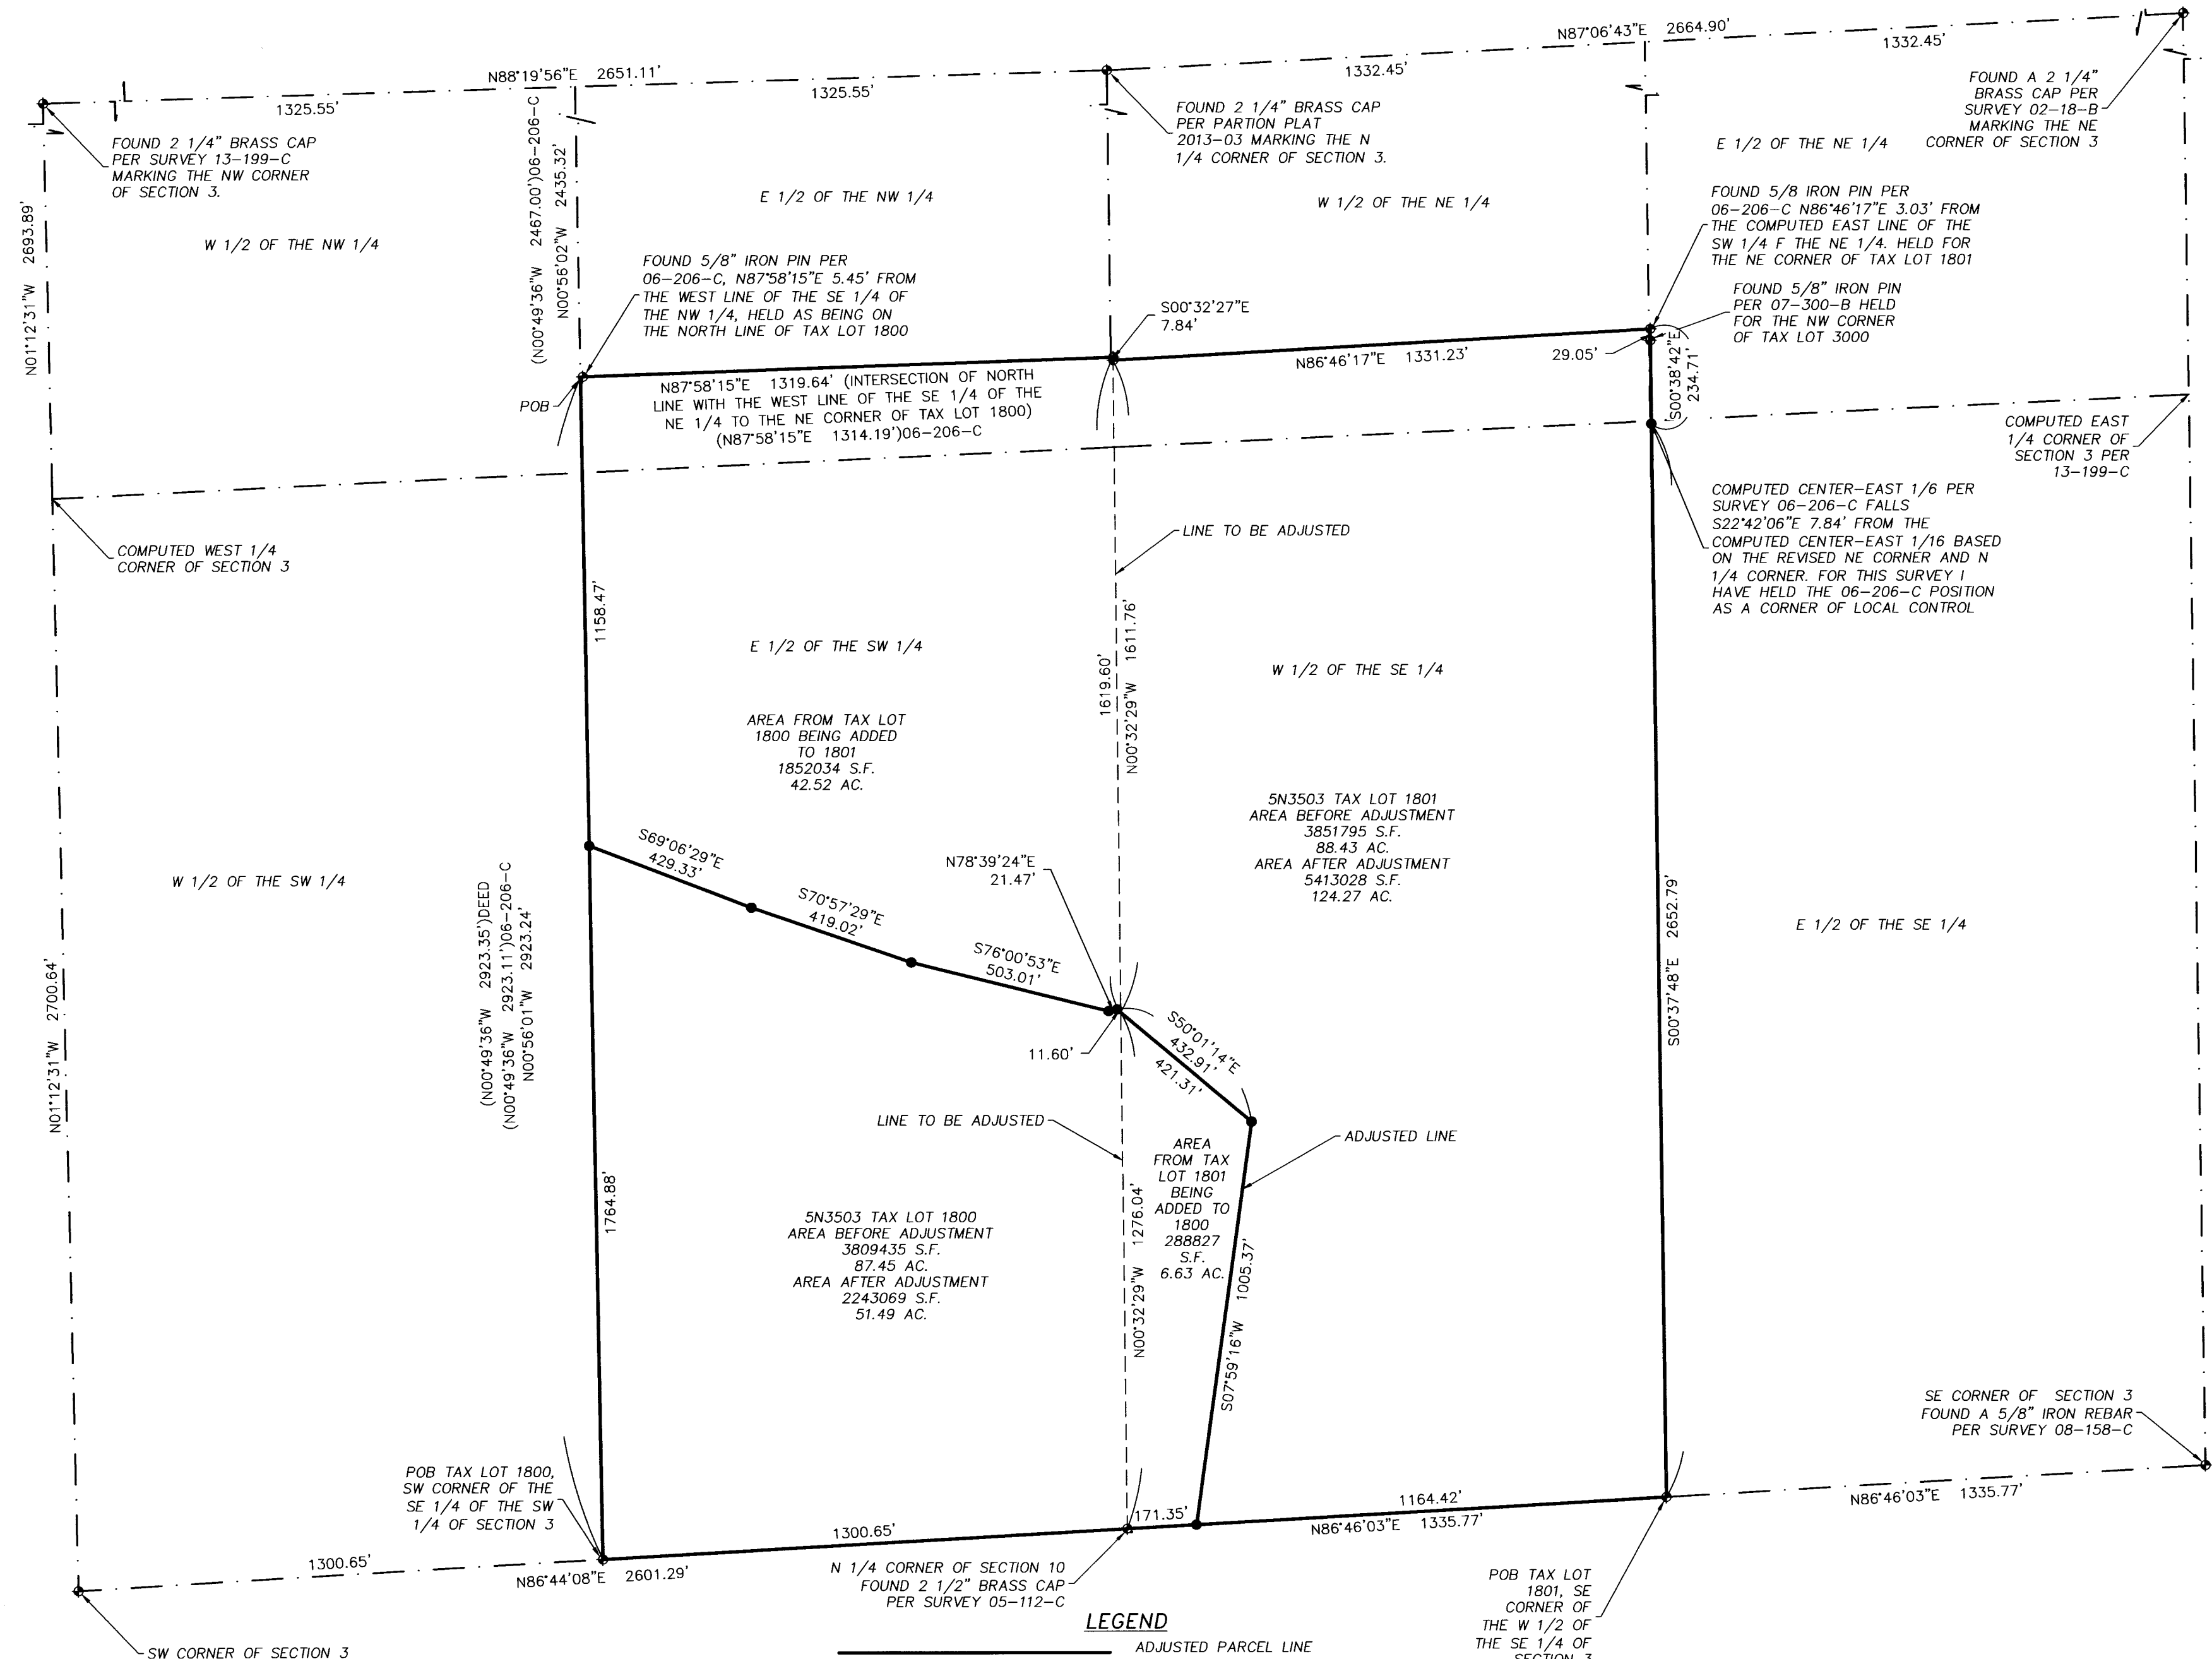 N87°06'43"E 2664.90'
1332.45'
1332.45'
N88°19'56"E 2651.11'
1325.55'
1325.55'
FOUND 2 1/4" BRASS CAP
PER SURVEY 13-199-C
MARKING THE NW CORNER
OF SECTION 3.
FOUND 2 1/4" BRASS CAP
PER PARTION PLAT
2013-03 MARKING THE N
1/4 CORNER OF SECTION 3.
FOUND A 2 1/4"
BRASS CAP PER
SURVEY 02-18-B
MARKING THE NE
CORNER OF SECTION 3
E 1/2 OF THE NE 1/4
E 1/2 OF THE NW 1/4
W 1/2 OF THE NE 1/4
W 1/2 OF THE NW 1/4
N01°12'31"W 2693.89'
(N00°49'36"W 2467.00')06-206-C
N00°56'02"W 2435.32'
FOUND 5/8" IRON PIN PER
06-206-C, N87°58'15"E 5.45' FROM
THE WEST LINE OF THE SE 1/4 OF
THE NW 1/4, HELD AS BEING ON
THE NORTH LINE OF TAX LOT 1800
S00°32'27"E
7.84'
FOUND 5/8 IRON PIN PER
06-206-C N86°46'17"E 3.03' FROM
THE COMPUTED EAST LINE OF THE
SW 1/4 F THE NE 1/4. HELD FOR
THE NE CORNER OF TAX LOT 1801
FOUND 5/8" IRON PIN
PER 07-300-B HELD
FOR THE NW CORNER
OF TAX LOT 3000
29.05'
S00°38'42"E
234.71'
N86°46'17"E 1331.23'
POB
N87°58'15"E 1319.64' (INTERSECTION OF NORTH
LINE WITH THE WEST LINE OF THE SE 1/4 OF THE
NE 1/4 TO THE NE CORNER OF TAX LOT 1800)
(N87°58'15"E 1314.19')06-206-C
COMPUTED EAST
1/4 CORNER OF
SECTION 3 PER
13-199-C
COMPUTED CENTER-EAST 1/6 PER
SURVEY 06-206-C FALLS
S22°42'06"E 7.84' FROM THE
COMPUTED CENTER-EAST 1/16 BASED
ON THE REVISED NE CORNER AND N
1/4 CORNER. FOR THIS SURVEY I
HAVE HELD THE 06-206-C POSITION
AS A CORNER OF LOCAL CONTROL
COMPUTED WEST 1/4
CORNER OF SECTION 3
LINE TO BE ADJUSTED
1158.47'
1619.60'
N00°32'29"W 1611.76'
E 1/2 OF THE SW 1/4
W 1/2 OF THE SE 1/4
AREA FROM TAX LOT
1800 BEING ADDED
TO 1801
1852034 S.F.
42.52 AC.
5N3503 TAX LOT 1801
AREA BEFORE ADJUSTMENT
3851795 S.F.
88.43 AC.
AREA AFTER ADJUSTMENT
5413028 S.F.
124.27 AC.
S69°06'29"E
429.33'
S70°57'29"E
419.02'
S76°00'53"E
503.01'
N78°39'24"E
21.47'
11.60'
S50°01'14"E
432.91'
421.31'
W 1/2 OF THE SW 1/4
E 1/2 OF THE SE 1/4
(N00°49'36"W 2923.35')DEED
(N00°49'36"W 2923.11')06-206-C
N00°56'01"W 2923.24'
S00°37'48"E 2652.79'
N01°12'31"W 2700.64'
LINE TO BE ADJUSTED
ADJUSTED LINE
AREA
FROM TAX
LOT 1801
BEING
ADDED TO
1800
288827
S.F.
6.63 AC.
1764.88'
5N3503 TAX LOT 1800
AREA BEFORE ADJUSTMENT
3809435 S.F.
87.45 AC.
AREA AFTER ADJUSTMENT
2243069 S.F.
51.49 AC.
N00°32'29"W 1276.04'
S07°59'16"W 1005.37'
SE CORNER OF SECTION 3
FOUND A 5/8" IRON REBAR
PER SURVEY 08-158-C
POB TAX LOT 1800,
SW CORNER OF THE
SE 1/4 OF THE SW
1/4 OF SECTION 3
1300.65'
171.35'
1164.42'
N86°46'03"E 1335.77'
N86°46'03"E 1335.77'
1300.65'
N86°44'08"E 2601.29'
N 1/4 CORNER OF SECTION 10
FOUND 2 1/2" BRASS CAP
PER SURVEY 05-112-C
POB TAX LOT
1801, SE
CORNER OF
THE W 1/2 OF
THE SE 1/4 OF
SECTION 3
SW CORNER OF SECTION 3
LEGEND
ADJUSTED PARCEL LINE